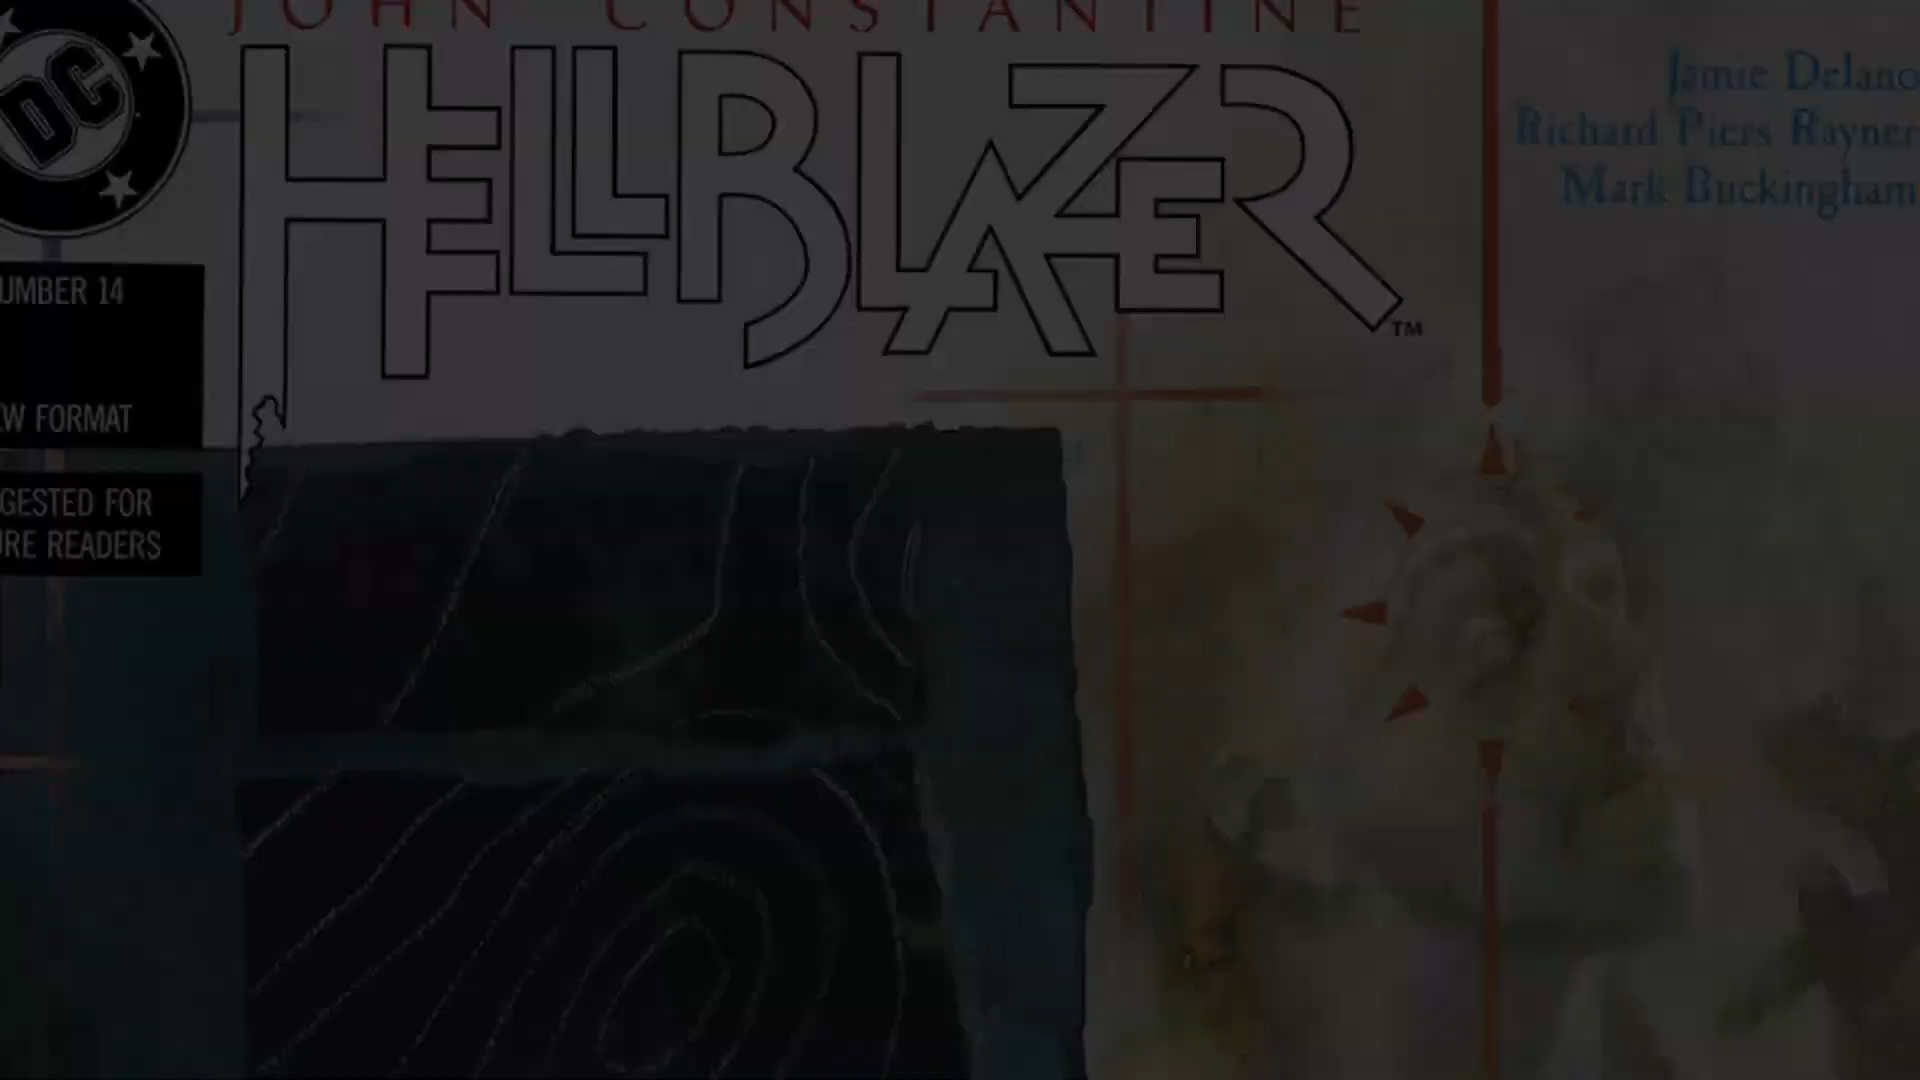 JOHN CONSTANTINE
HELLBLAZER
TM
DC
Jamie Delano
Richard Piers Rayner
Mark Buckingham
UMBER 14
EW FORMAT
GESTED FOR
URE READERS